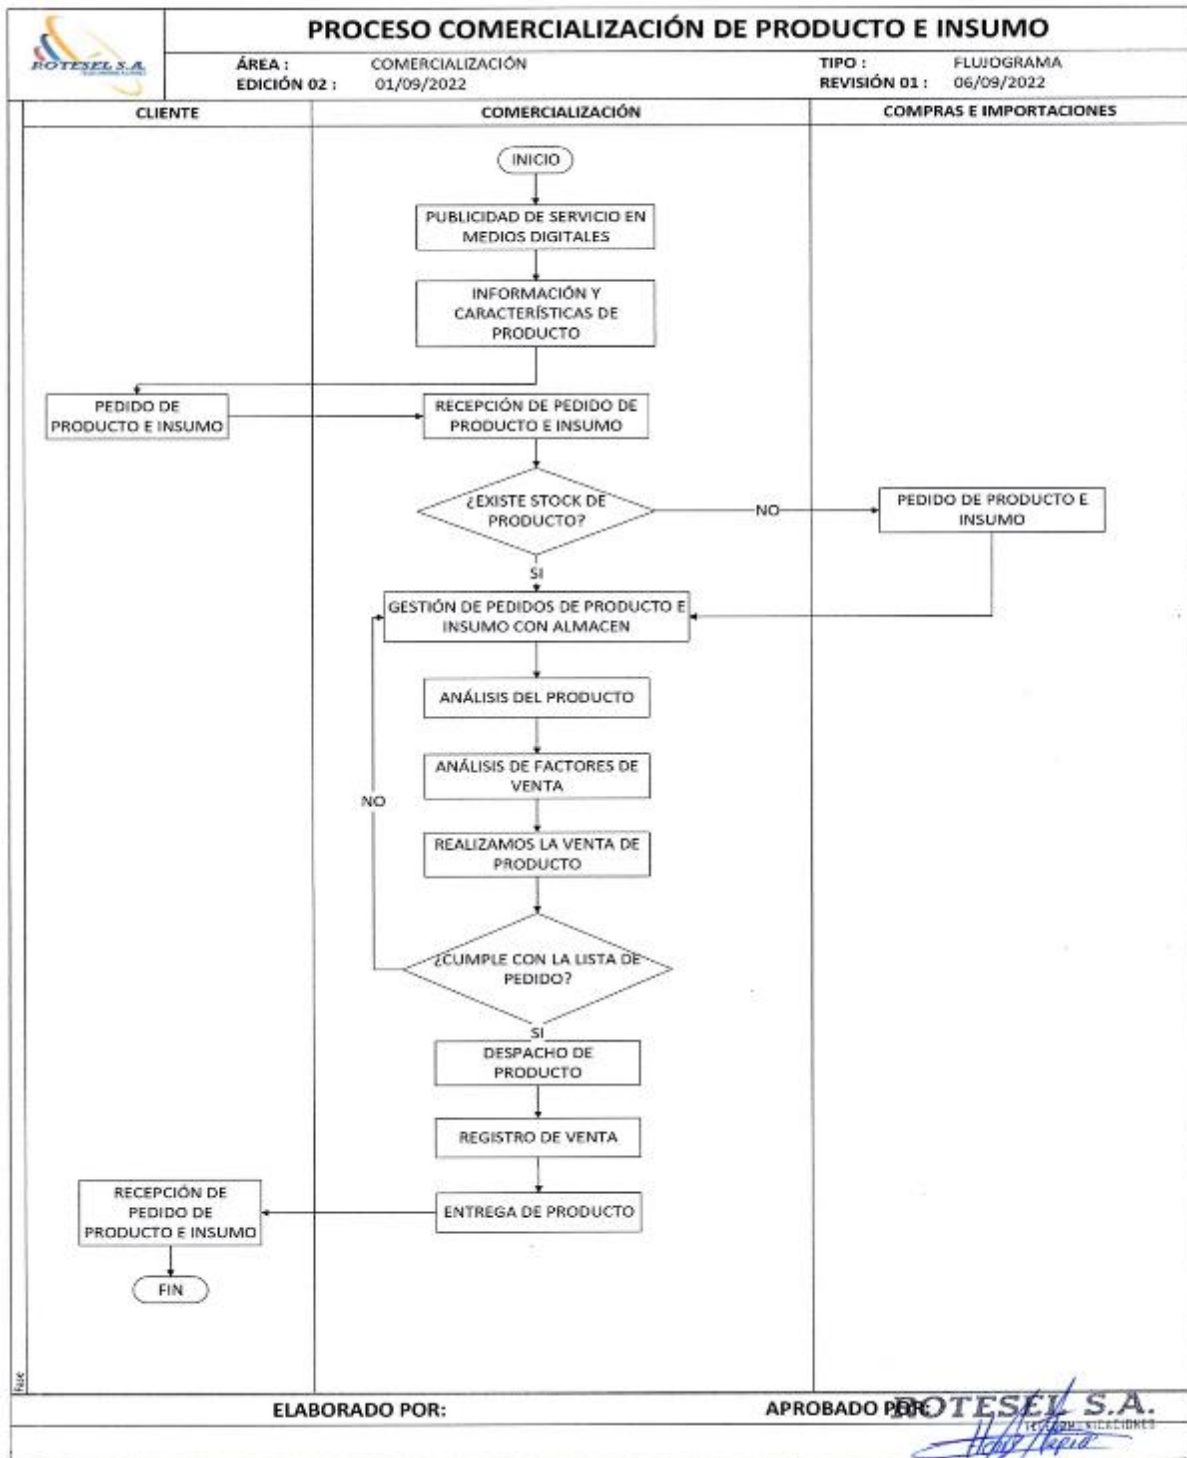 PROCESO COMERCIALIZACIÓN DE PRODUCTO E INSUMO
ROTESEL S.A.
ÁREA : COMERCIALIZACIÓN
TIPO : FLUJOGRAMA
EDICIÓN 02 : 01/09/2022
REVISIÓN 01 : 06/09/2022
CLIENTE
COMERCIALIZACIÓN
COMPRAS E IMPORTACIONES
INICIO
PUBLICIDAD DE SERVICIO EN
MEDIOS DIGITALES
INFORMACIÓN Y
CARACTERÍSTICAS DE
PRODUCTO
PEDIDO DE
PRODUCTO E INSUMO
RECEPCIÓN DE PEDIDO DE
PRODUCTO E INSUMO
¿EXISTE STOCK DE
PRODUCTO?
NO
PEDIDO DE PRODUCTO E
INSUMO
SI
GESTIÓN DE PEDIDOS DE PRODUCTO E
INSUMO CON ALMACEN
ANÁLISIS DEL PRODUCTO
ANÁLISIS DE FACTORES DE
VENTA
NO
REALIZAMOS LA VENTA DE
PRODUCTO
¿CUMPLE CON LA LISTA DE
PEDIDO?
SI
DESPACHO DE
PRODUCTO
REGISTRO DE VENTA
ENTREGA DE PRODUCTO
RECEPCIÓN DE
PEDIDO DE
PRODUCTO E INSUMO
FIN
Fase
ELABORADO POR:
APROBADO POR:
ROTESEL S.A.
TELECOMUNICACIONES